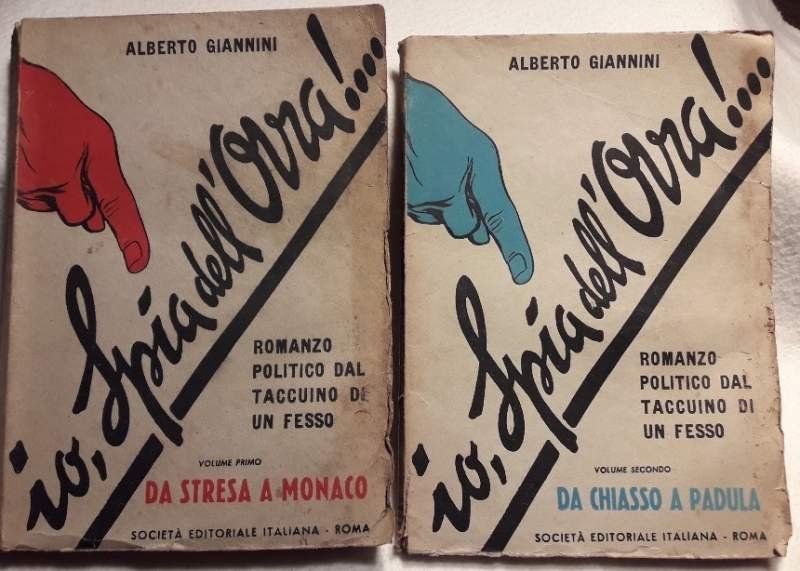 ALBERTO GIANNINI
io, Spia dell'Ovra!...
ROMANZO
POLITICO DAL
TACCUINO DI
UN FESSO
VOLUME PRIMO
DA STRESA A MONACO
SOCIETÀ EDITORIALE ITALIANA - ROMA
ALBERTO GIANNINI
io, Spia dell'Ovra!...
ROMANZO
POLITICO DAL
TACCUINO DI
UN FESSO
VOLUME SECONDO
DA CHIASSO A PADULA
SOCIETÀ EDITORIALE ITALIANA - ROMA